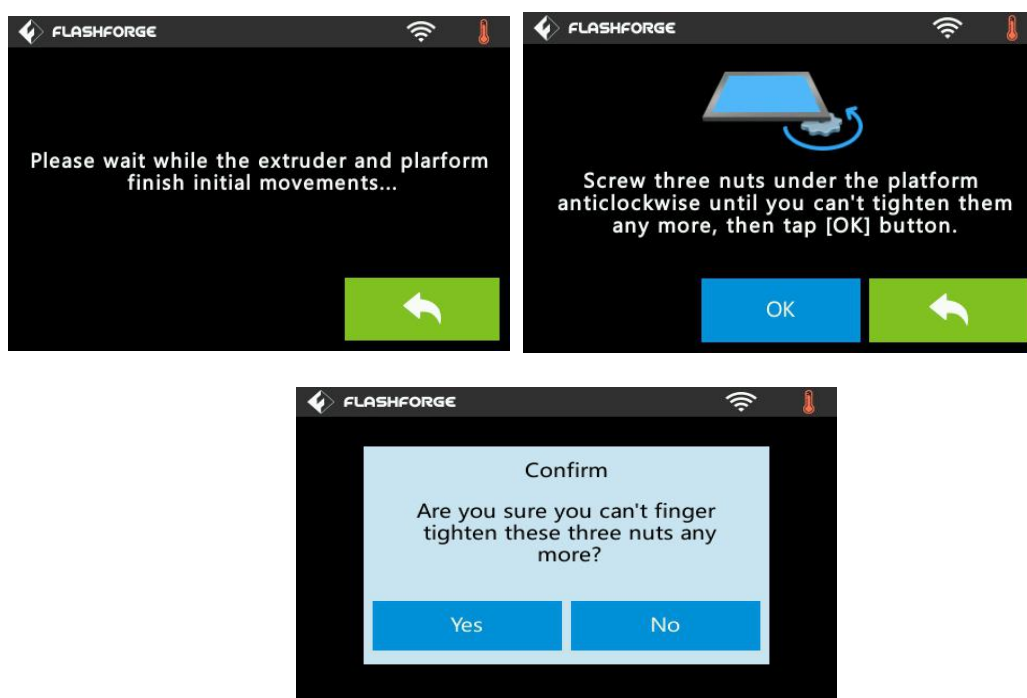 FLASHFORGE
Please wait while the extruder and plarform
finish initial movements...
FLASHFORGE
Screw three nuts under the platform
anticlockwise until you can't tighten them
any more, then tap [OK] button.
OK
FLASHFORGE
Confirm
Are you sure you can't finger
tighten these three nuts any
more?
Yes
No